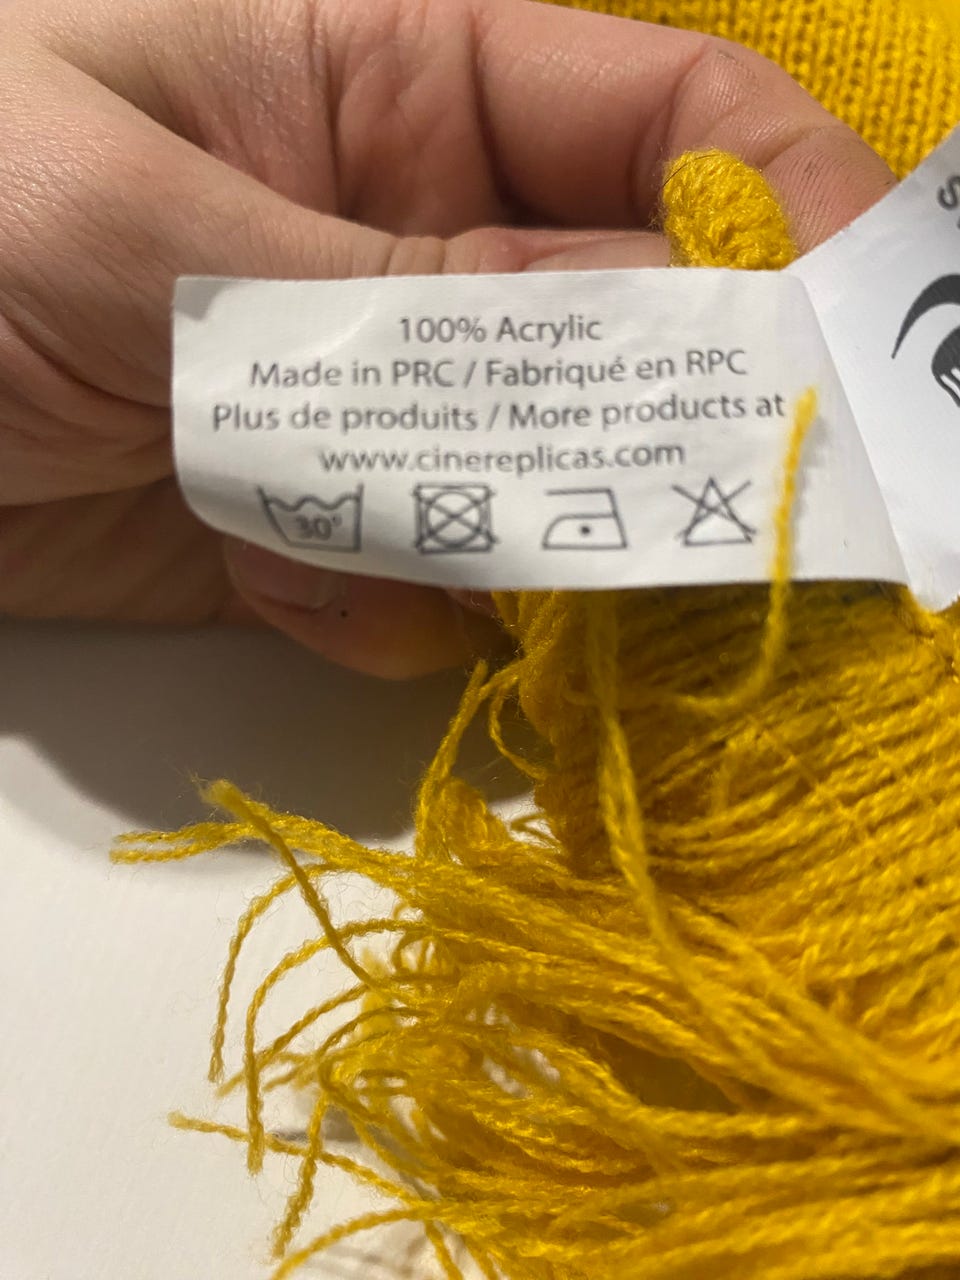 100% Acrylic
Made in PRC / Fabriqué en RPC
Plus de produits / More products at
www.cinereplicas.com
30°